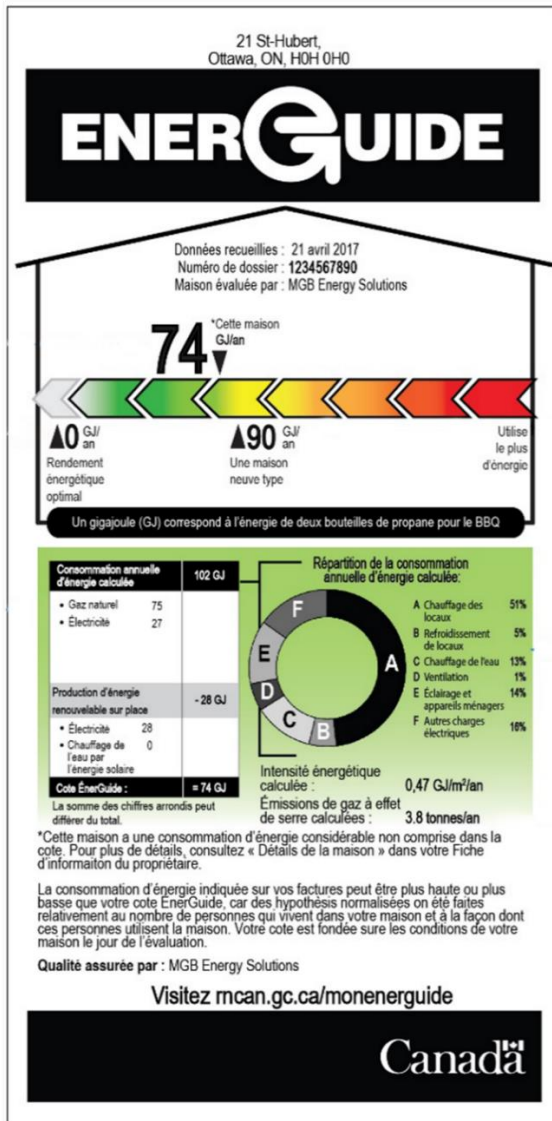 21 St-Hubert,
Ottawa, ON, H0H 0H0
ENERGUIDE
Données recueillies : 21 avril 2017
Numéro de dossier : 1234567890
Maison évaluée par : MGB Energy Solutions
*Cette maison
74 GJ/an
0 GJ/an
Rendement
énergétique
optimal
90 GJ/an
Une maison
neuve type
Utilise
le plus
d'énergie
Un gigajoule (GJ) correspond à l'énergie de deux bouteilles de propane pour le BBQ
Consommation annuelle
d'énergie calculée 102 GJ
• Gaz naturel 75
• Électricité 27
Production d'énergie
renouvelable sur place - 28 GJ
• Électricité 28
• Chauffage de 0
l'eau par
l'énergie solaire
Cote ÉnerGuide : = 74 GJ
La somme des chiffres arrondis peut
différer du total.
Répartition de la consommation
annuelle d'énergie calculée:
F
E
A
D
C
B
A Chauffage des 51%
locaux
B Refroidissement 5%
de locaux
C Chauffage de l'eau 13%
D Ventilation 1%
E Éclairage et 14%
appareils ménagers
F Autres charges 16%
électriques
Intensité énergétique
calculée : 0,47 GJ/m²/an
Émissions de gaz à effet
de serre calculées : 3.8 tonnes/an
*Cette maison a une consommation d'énergie considérable non comprise dans la
cote. Pour plus de détails, consultez « Détails de la maison » dans votre Fiche
d'informaiton du propriétaire.
La consommation d'énergie indiquée sur vos factures peut être plus haute ou plus
basse que votre cote ÉnerGuide, car des hypothésis normalisées on été faites
relativement au nombre de personnes qui vivent dans votre maison et à la façon dont
ces personnes utilisent la maison. Votre cote est fondée sure les conditions de votre
maison le jour de l'évaluation.
Qualité assurée par : MGB Energy Solutions
Visitez rncan.gc.ca/monenerguide
Canada